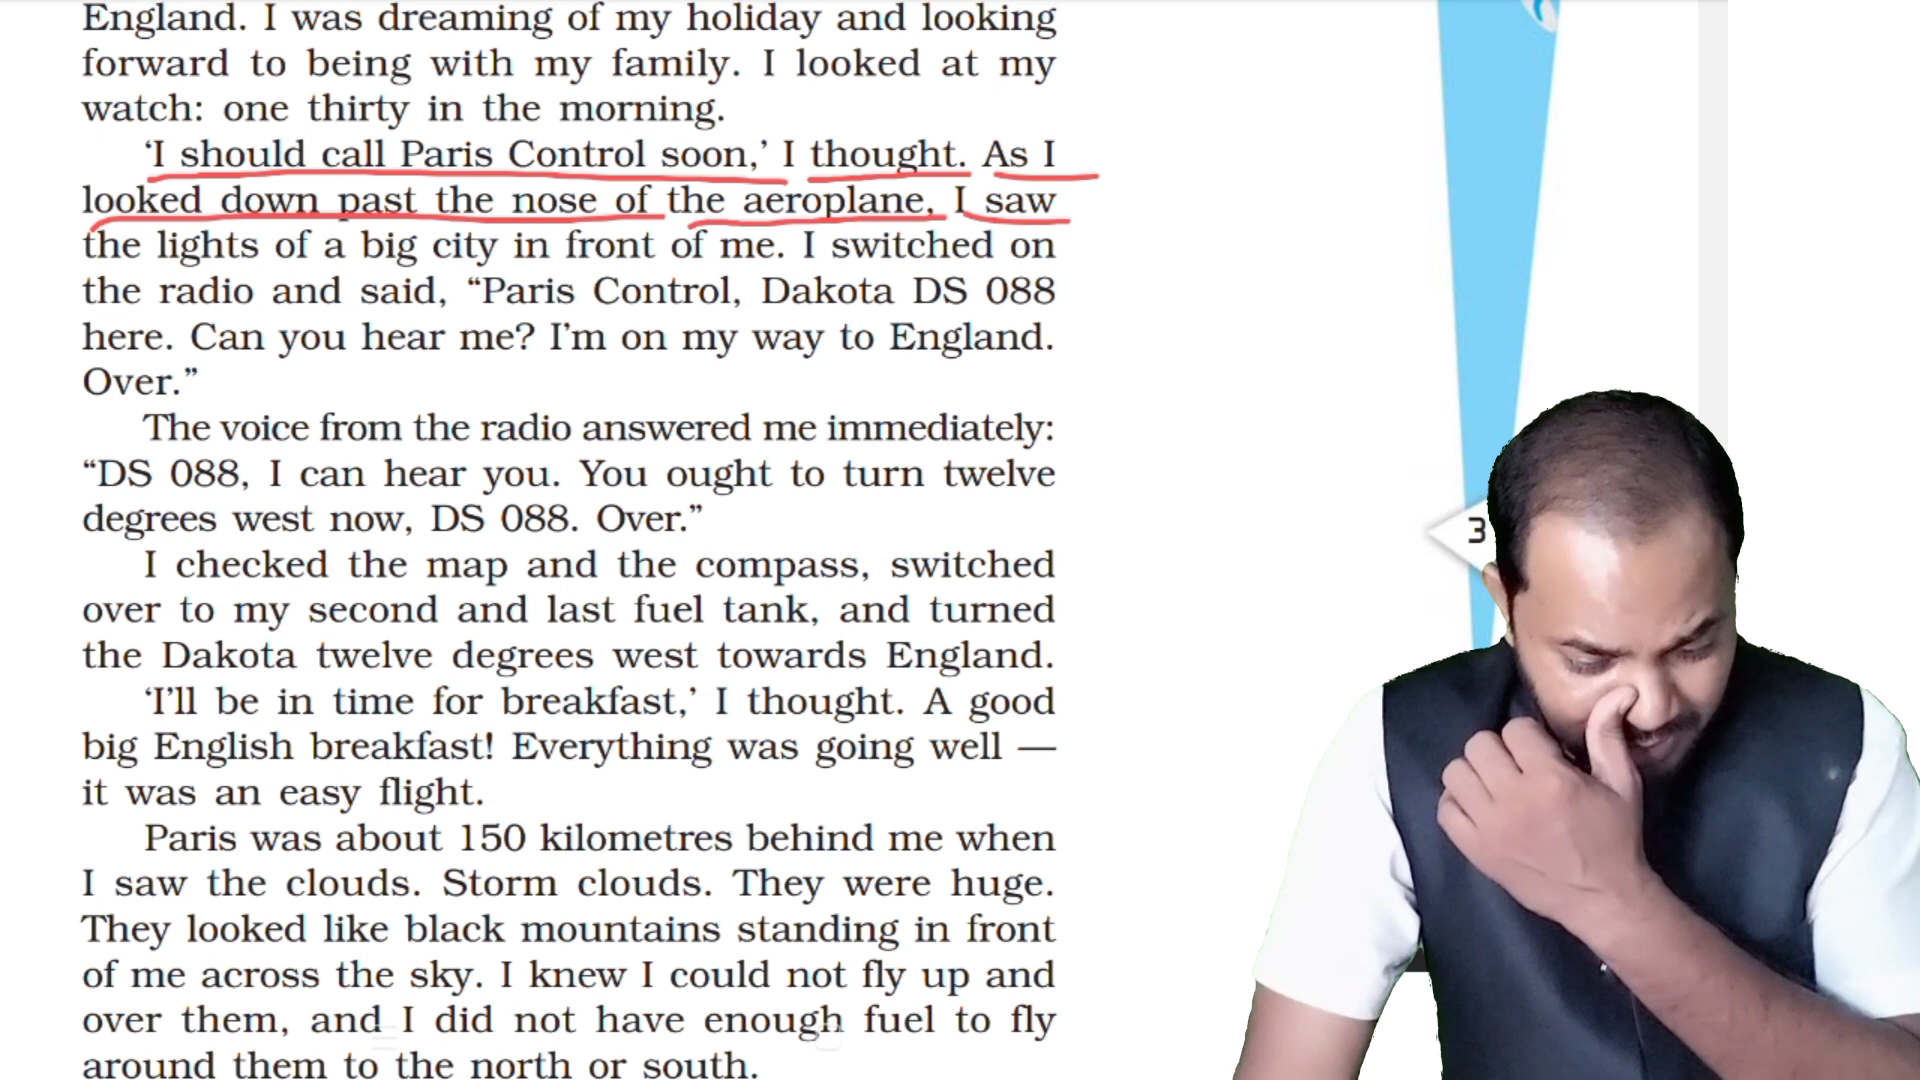 England. I was dreaming of my holiday and looking
forward to being with my family. I looked at my
watch: one thirty in the morning.
‘I should call Paris Control soon,’ I thought. As I
looked down past the nose of the aeroplane, I saw
the lights of a big city in front of me. I switched on
the radio and said, “Paris Control, Dakota DS 088
here. Can you hear me? I’m on my way to England.
Over.”
The voice from the radio answered me immediately:
“DS 088, I can hear you. You ought to turn twelve
degrees west now, DS 088. Over.”
I checked the map and the compass, switched
over to my second and last fuel tank, and turned
the Dakota twelve degrees west towards England.
‘I’ll be in time for breakfast,’ I thought. A good
big English breakfast! Everything was going well —
it was an easy flight.
Paris was about 150 kilometres behind me when
I saw the clouds. Storm clouds. They were huge.
They looked like black mountains standing in front
of me across the sky. I knew I could not fly up and
over them, and I did not have enough fuel to fly
around them to the north or south.
3